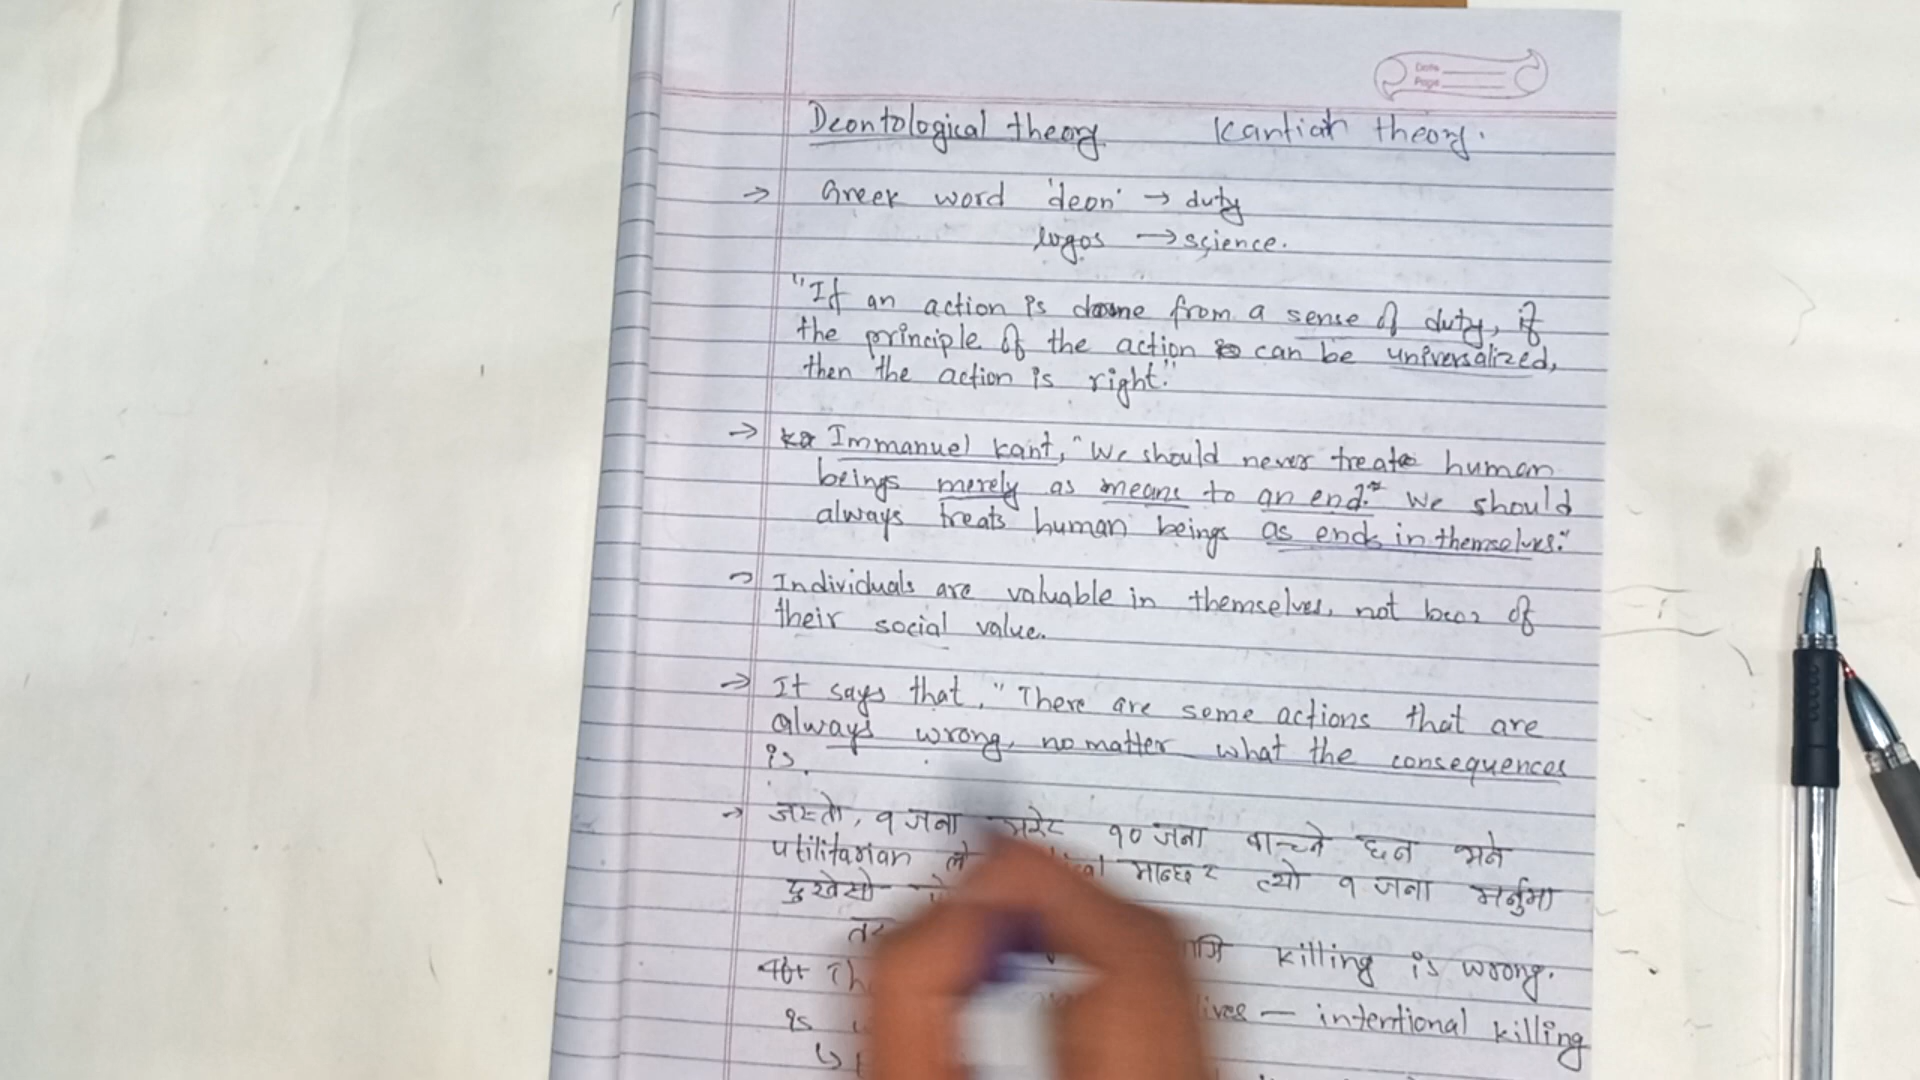 Date
Page
Deontological theory Kantian theory.
→ Greek word 'deon' → duty
logos → science.
"If an action is done from a sense of duty, if
the principle of the action can be universalized,
then the action is right."
→ Immanuel Kant, "We should never treat human
beings merely as means to an end." We should
always treats human beings as ends in themselves."
→ Individuals are valuable in themselves, not bcoz of
their social value.
→ It says that, "There are some actions that are
always wrong, no matter what the consequences
is.
→ जस्तो, १ जना मारेर १० जना बाच्ने छन भने
utilitarian ले मान्छ र त्यो १ जना मर्नुमा
killing is wrong.
lives — intentional killing
is